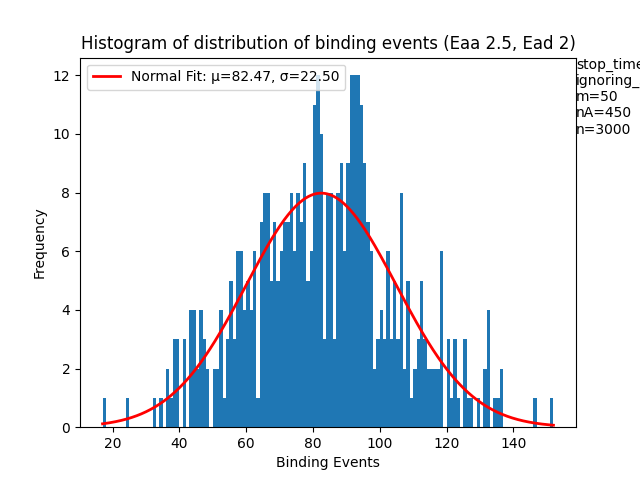 Histogram of distribution of binding events (Eaa 2.5, Ead 2)
Normal Fit: μ=82.47, σ=22.50
stop_time
ignoring_
m=50
nA=450
n=3000
12
10
8
6
4
2
0
Frequency
20 40 60 80 100 120 140
Binding Events